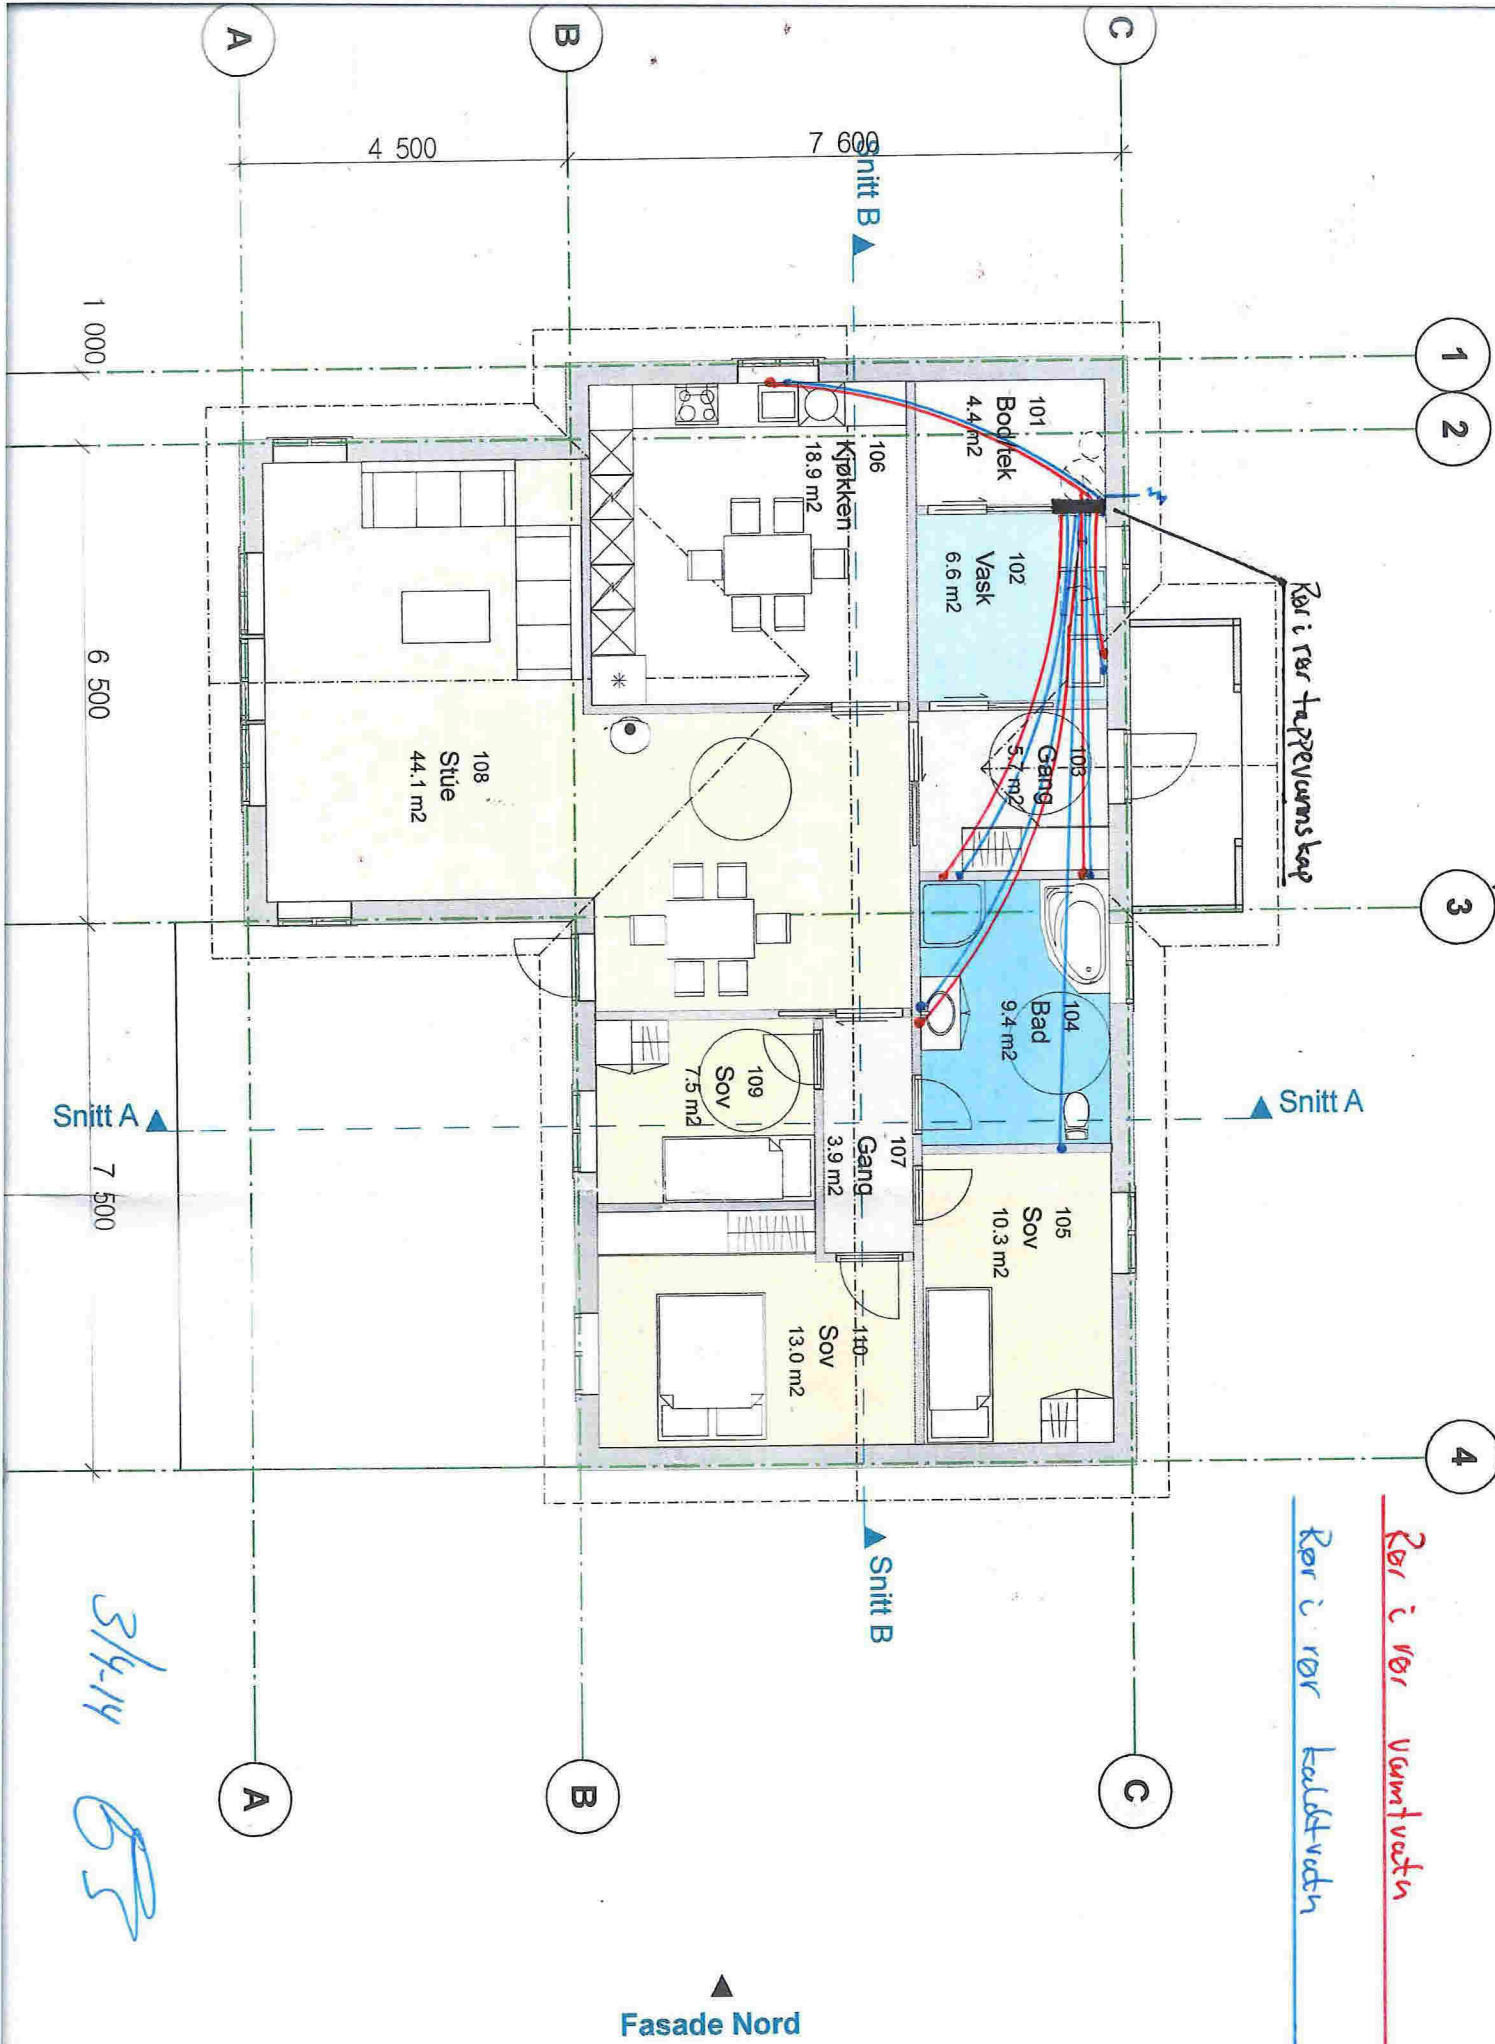 A
B
C
4 500
7 600
Snitt B
1
2
3
4
1 000
6 500
7 500
101
Bod/tek
4.4 m2
102
Vask
6.6 m2
103
Gang
5.7 m2
104
Bad
9.4 m2
105
Sov
10.3 m2
106
Kjøkken
18.9 m2
107
Gang
3.9 m2
108
Stue
44.1 m2
109
Sov
7.5 m2
110
Sov
13.0 m2
Rør i rør tappevannskap
Snitt A
Snitt A
Snitt B
A
B
C
Rør i rør varmtvatn
Rør i rør kaldtvatn
3/4-14
Fasade Nord